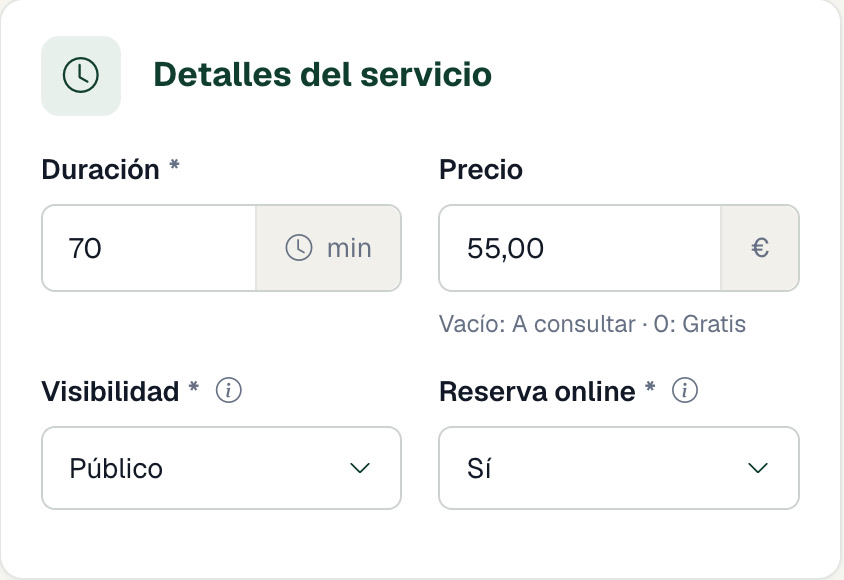 Detalles del servicio
Duración * Precio
70 min 55,00 €
Vacío: A consultar · 0: Gratis
Visibilidad * i Reserva online * i
Público Sí